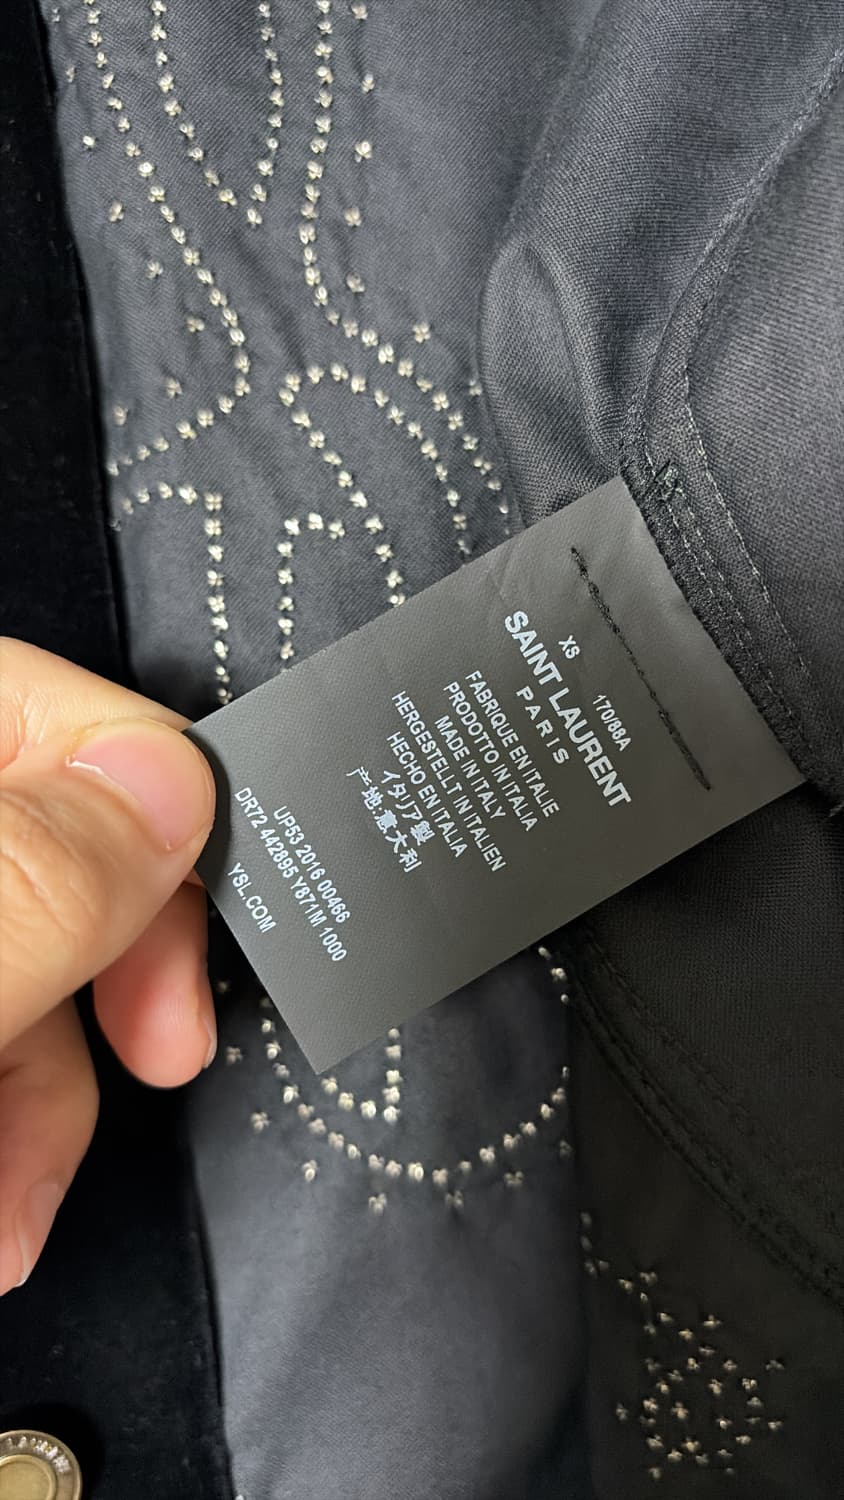 XS 170/88A
SAINT LAURENT
PARIS
FABRIQUE EN ITALIE
PRODOTTO IN ITALIA
MADE IN ITALY
HERGESTELLT IN ITALIEN
HECHO EN ITALIA
イタリア製
产地:意大利
UP53 2016 00466
DR72 442895 Y871M 1000
YSL.COM